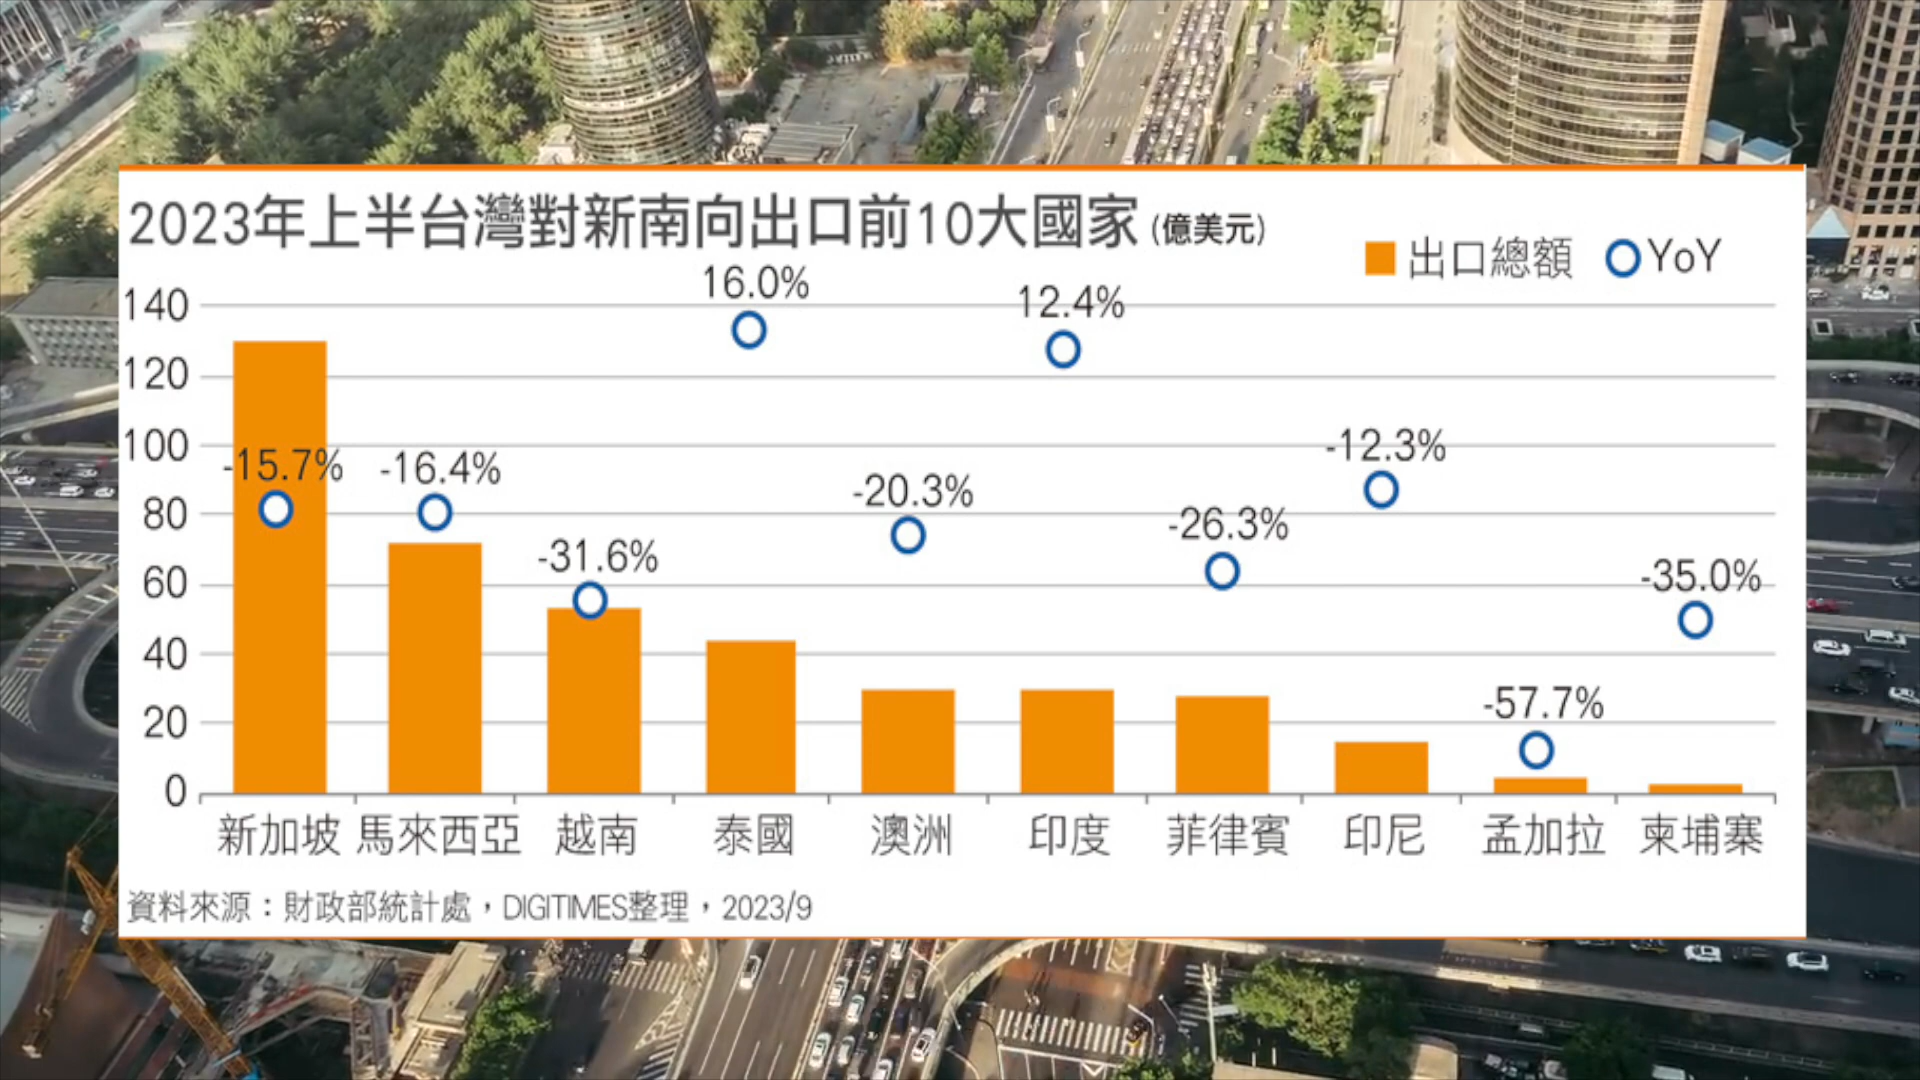 2023年上半台灣對新南向出口前10大國家 (億美元)
出口總額 YoY
16.0% 12.4%
140
120
100
80
60
40
20
0
-15.7% -16.4% -31.6% -20.3% -26.3% -12.3% -57.7% -35.0%
新加坡 馬來西亞 越南 泰國 澳洲 印度 菲律賓 印尼 孟加拉 柬埔寨
資料來源：財政部統計處，DIGITIMES整理，2023/9